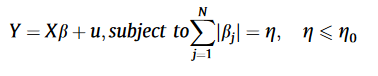 Y = Xβ + u, subject to ∑_{j=1}^{N} |β_j| = η, η ⩽ η_0